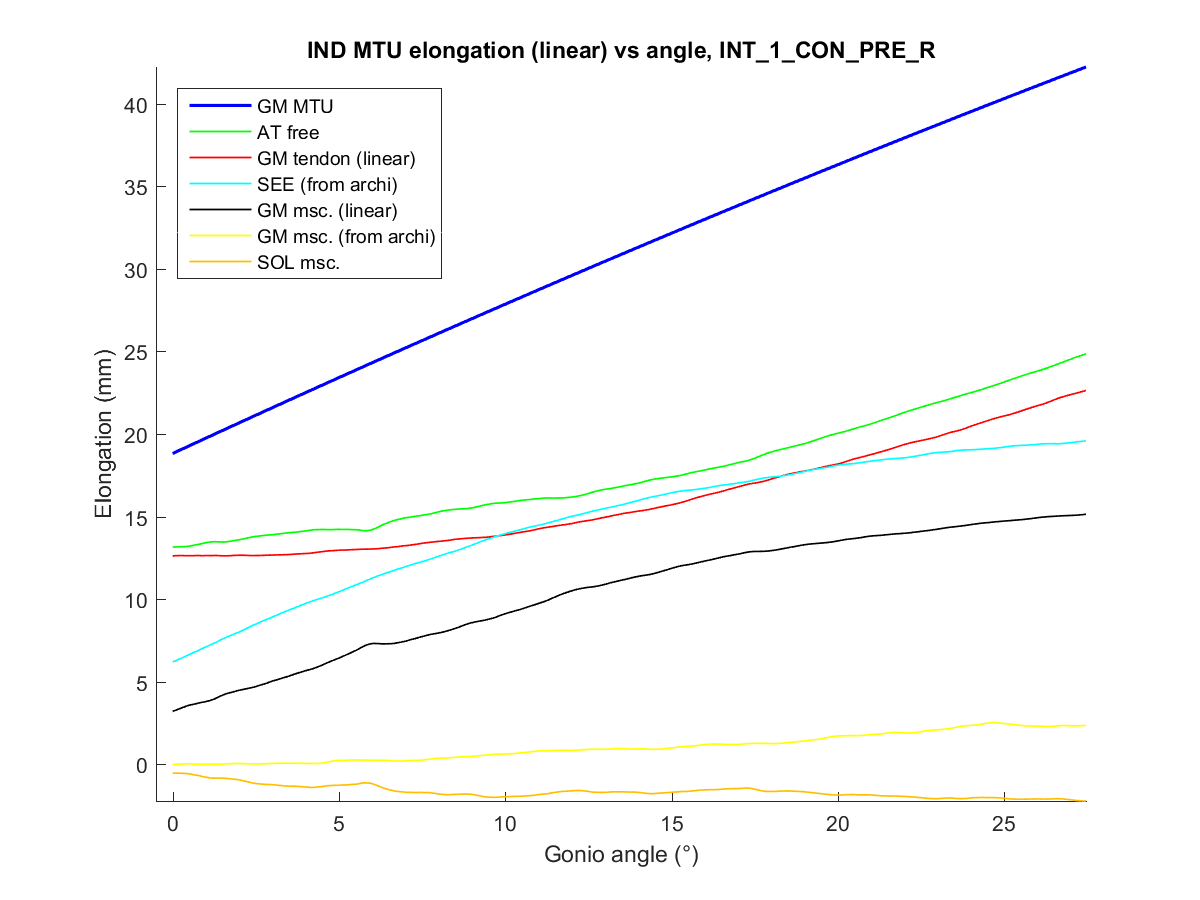 IND MTU elongation (linear) vs angle, INT_1_CON_PRE_R
GM MTU
AT free
GM tendon (linear)
SEE (from archi)
GM msc. (linear)
GM msc. (from archi)
SOL msc.
40
35
30
25
20
15
10
5
0
Elongation (mm)
0 5 10 15 20 25
Gonio angle (°)